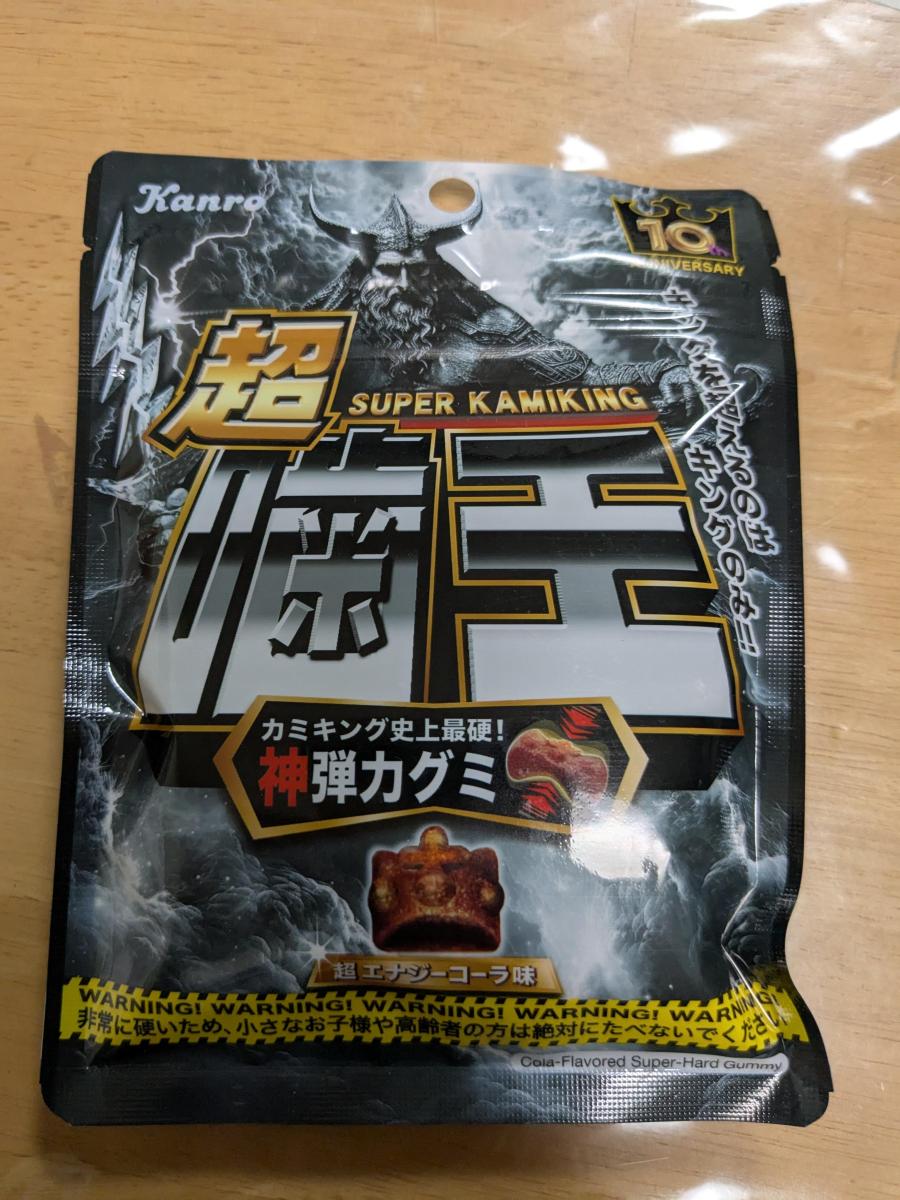 Kanro
10th
ANNIVERSARY
キングを超えるのは
キングのみ!!
超
SUPER KAMIKING
噛王
カミキング史上最硬!
神弾力グミ
超エナジーコーラ味
WARNING! WARNING! WARNING! WARNING! WARNING!
非常に硬いため、小さなお子様や高齢者の方は絶対にたべないでください。
Cola-Flavored Super-Hard Gummy